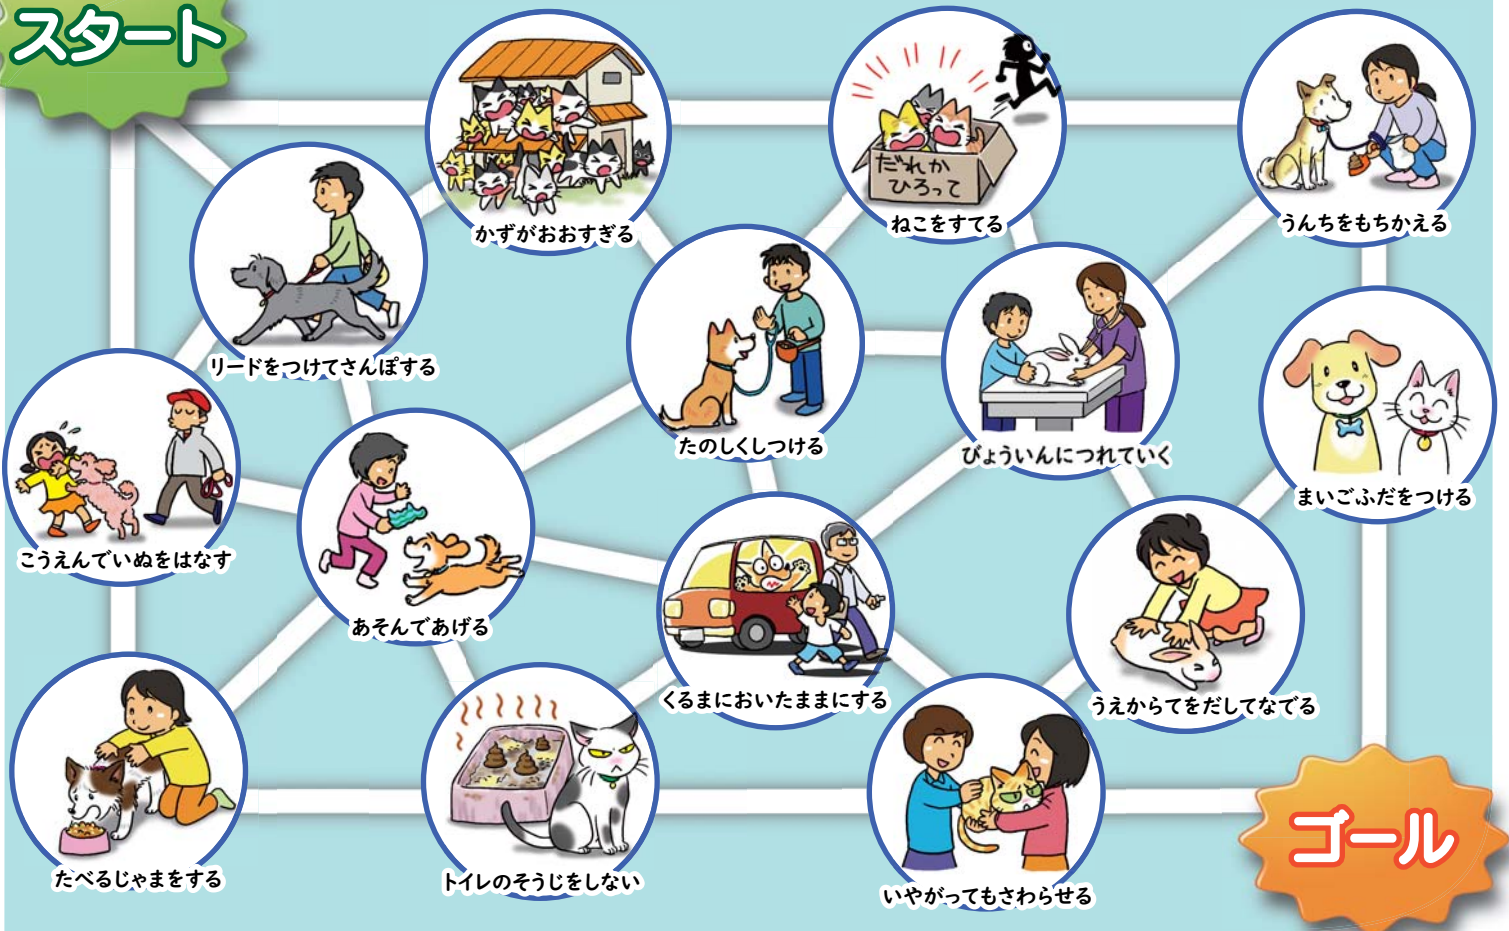 スタート
だれか
ひろって
かずがおおすぎる
ねこをすてる
うんちをもちかえる
リードをつけてさんぽする
たのしくしつける
びょういんにつれていく
まいごふだをつける
こうえんでいぬをはなす
あそんであげる
くるまにおいたままにする
うえからてをだしてなでる
たべるじゃまをする
トイレのそうじをしない
いやがってもさわらせる
ゴール